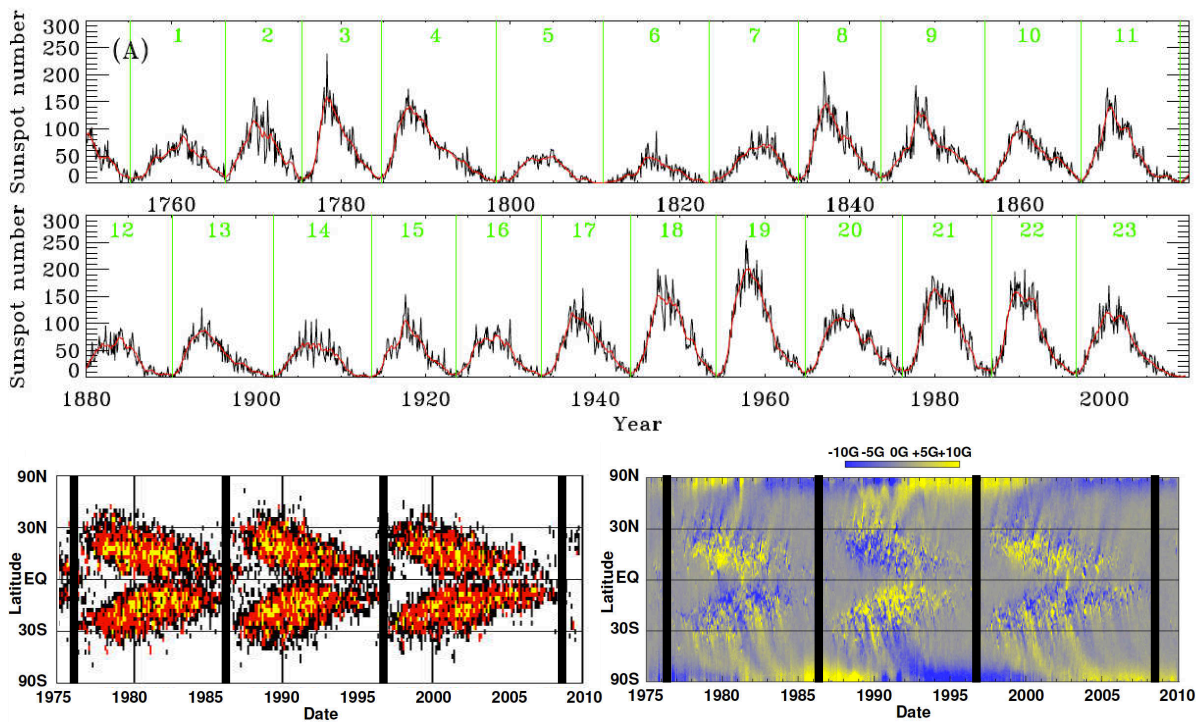 300
250
200
150
100
50
0
Sunspot number
(A)
1 2 3 4 5 6 7 8 9 10 11
1760 1780 1800 1820 1840 1860
300
250
200
150
100
50
0
Sunspot number
12 13 14 15 16 17 18 19 20 21 22 23
1880 1900 1920 1940 1960 1980 2000
Year
90N
30N
EQ
30S
90S
Latitude
1975 1980 1985 1990 1995 2000 2005 2010
Date
-10G -5G 0G +5G+10G
90N
30N
EQ
30S
90S
Latitude
1975 1980 1985 1990 1995 2000 2005 2010
Date